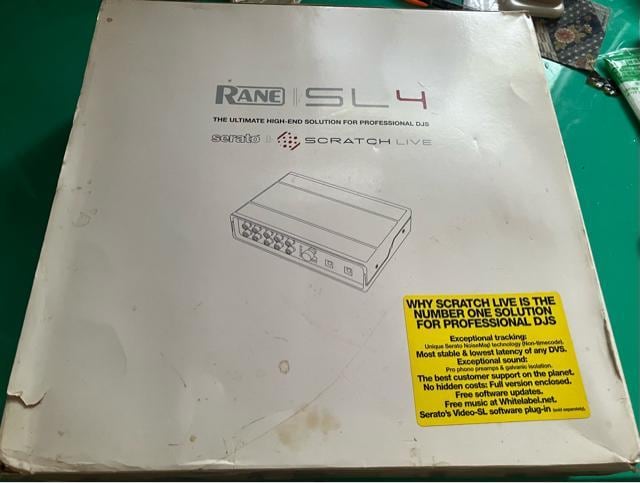 RANE SL4
THE ULTIMATE HIGH-END SOLUTION FOR PROFESSIONAL DJS
serato SCRATCH LIVE
WHY SCRATCH LIVE IS THE
NUMBER ONE SOLUTION
FOR PROFESSIONAL DJS
Exceptional tracking:
Unique Serato NoiseMap technology (Non-timecode).
Most stable & lowest latency of any DVS.
Exceptional sound:
Pro phono preamps & galvanic isolation.
The best customer support on the planet.
No hidden costs: Full version enclosed.
Free software updates.
Free music at Whitelabel.net.
Serato's Video-SL software plug-in (sold separately).